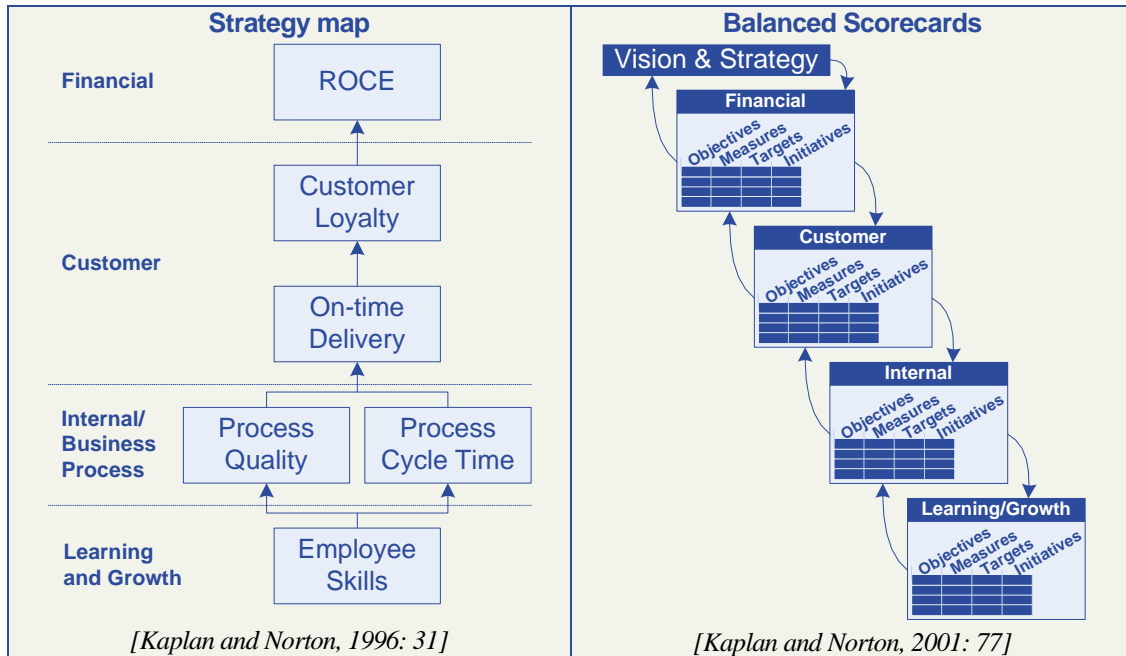 Strategy map
Financial
ROCE
Customer
Loyalty
Customer
On-time
Delivery
Internal/
Business
Process
Process
Quality
Process
Cycle Time
Learning
and Growth
Employee
Skills
[Kaplan and Norton, 1996: 31]
Balanced Scorecards
Vision & Strategy
Financial
Objectives
Measures
Targets
Initiatives
Customer
Objectives
Measures
Targets
Initiatives
Internal
Objectives
Measures
Targets
Initiatives
Learning/Growth
Objectives
Measures
Targets
Initiatives
[Kaplan and Norton, 2001: 77]